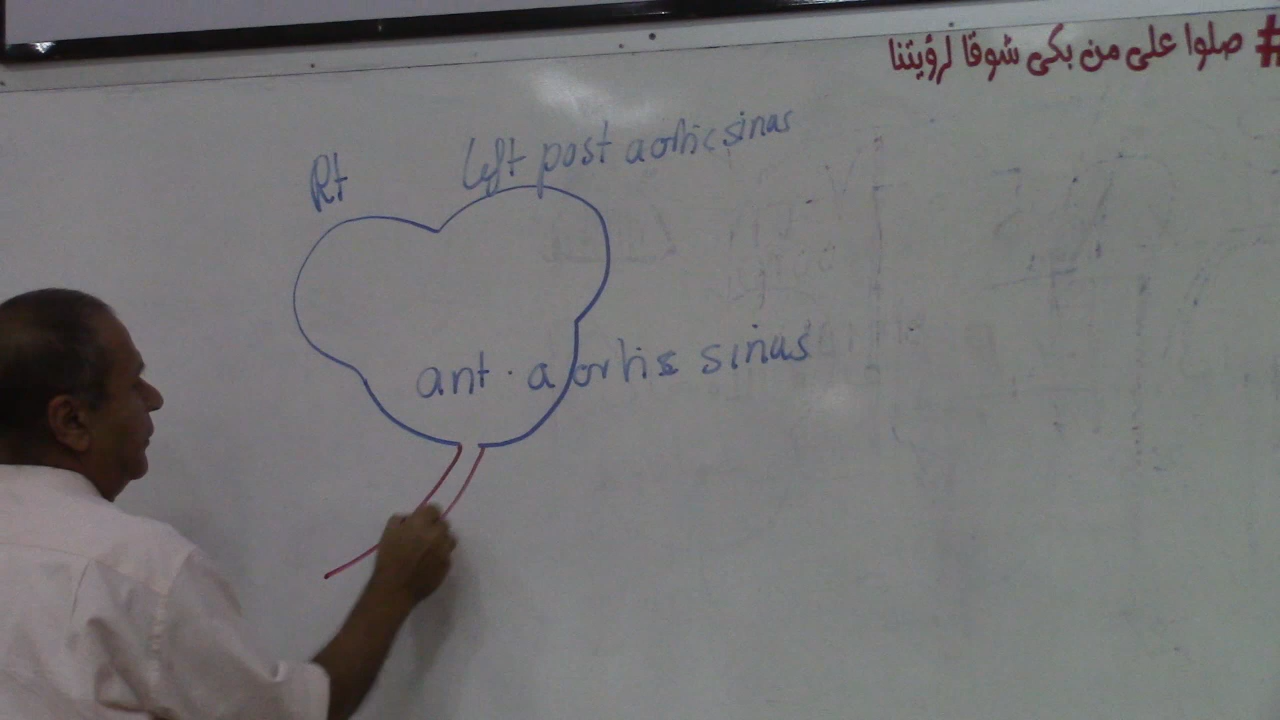 # صلوا على من بكى شوقا لرؤيتنا
Rt
left post aortic sinus
ant. aortic sinus